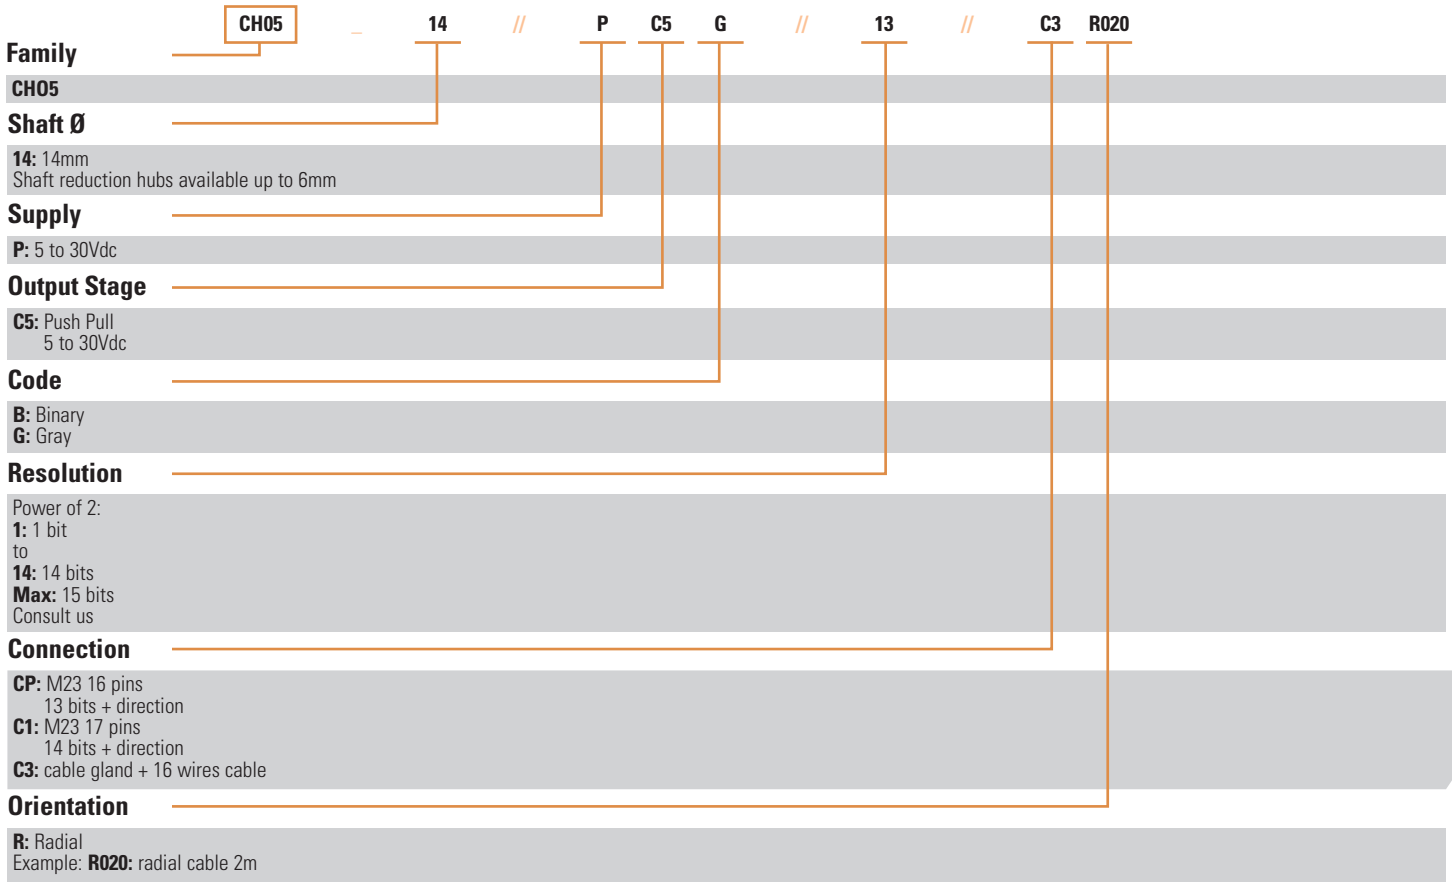 CH05 _ 14 // P C5 G // 13 // C3 R020
Family
CHO5
Shaft Ø
14: 14mm
Shaft reduction hubs available up to 6mm
Supply
P: 5 to 30Vdc
Output Stage
C5: Push Pull
5 to 30Vdc
Code
B: Binary
G: Gray
Resolution
Power of 2:
1: 1 bit
to
14: 14 bits
Max: 15 bits
Consult us
Connection
CP: M23 16 pins
13 bits + direction
C1: M23 17 pins
14 bits + direction
C3: cable gland + 16 wires cable
Orientation
R: Radial
Example: R020: radial cable 2m